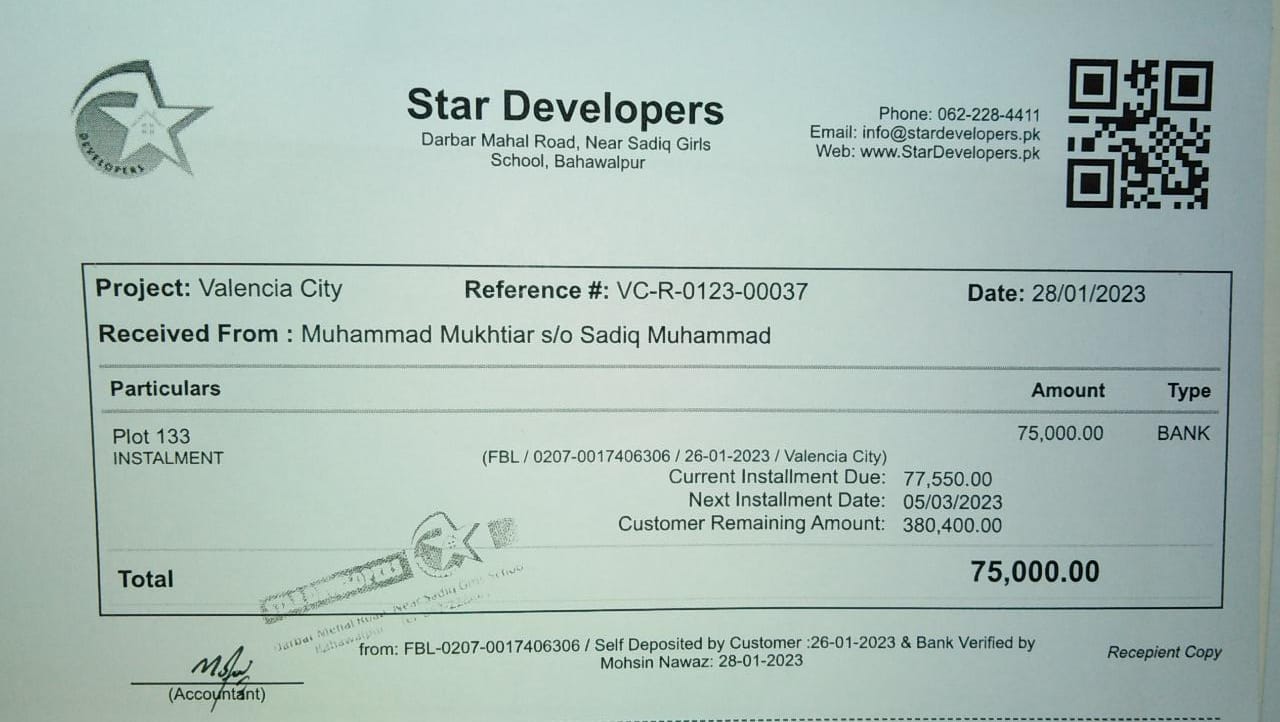 DEVELOPERS
Star Developers
Darbar Mahal Road, Near Sadiq Girls
School, Bahawalpur
Phone: 062-228-4411
Email: info@stardevelopers.pk
Web: www.StarDevelopers.pk
Project: Valencia City Reference #: VC-R-0123-00037 Date: 28/01/2023
Received From : Muhammad Mukhtiar s/o Sadiq Muhammad
Particulars Amount Type
Plot 133 75,000.00 BANK
INSTALMENT (FBL / 0207-0017406306 / 26-01-2023 / Valencia City)
Current Installment Due: 77,550.00
Next Installment Date: 05/03/2023
Customer Remaining Amount: 380,400.00
Total 75,000.00
STAR DEVELOPERS
Darbar Mehal Road, Near Sadiq Girls School
Bahawalpur
from: FBL-0207-0017406306 / Self Deposited by Customer :26-01-2023 & Bank Verified by
Mohsin Nawaz: 28-01-2023
Recepient Copy
(Accountant)